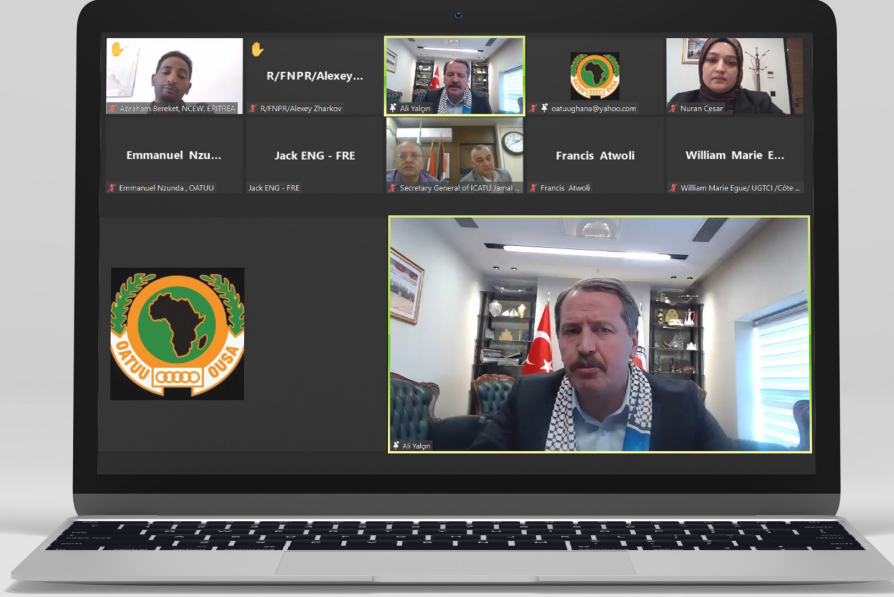 Abraham Bereket, NCEW, ERITREA
R/FNPR/Alexey...
R/FNPR/Alexey Zharkov
Ali Yalçın
oatuughana@yahoo.com
Nuran Cesar
Emmanuel Nzu...
Emmanuel Nzunda , OATUU
Jack ENG - FRE
Jack ENG - FRE
Secretary General of ICATU Jamal ...
Francis Atwoli
Francis Atwoli
William Marie E...
William Marie Egue/ UGTCI /Côte ...
OATUU OUSA
Ali Yalçın